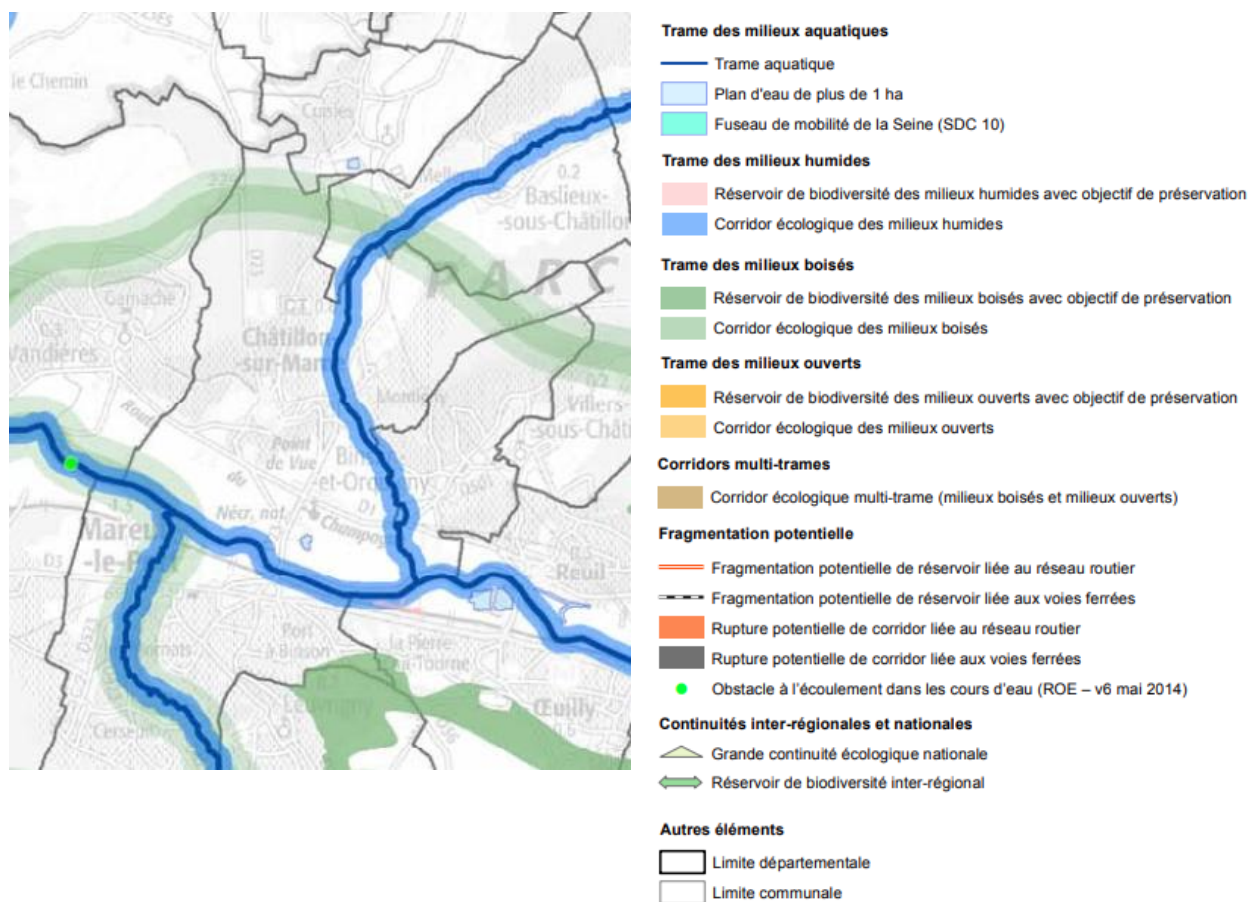 le Chemin
Cuisles
D.2
Baslieux-
-sous-Châtillon
PARC
D23
Vandières
Châtillon-
-sur-Marne
Montigny
Villers-
-sous-Châti
Route
du
Point
de Vue
Binson-
-et-Orquigny
D501
D1
Nécr. nat.
Champagne
Mareuil-
-le-Port
D3
Reuil
Port
à Binson
La Pierre-
Tourne
Leuvrigny
Œuilly
Trame des milieux aquatiques
Trame aquatique
Plan d'eau de plus de 1 ha
Fuseau de mobilité de la Seine (SDC 10)
Trame des milieux humides
Réservoir de biodiversité des milieux humides avec objectif de préservation
Corridor écologique des milieux humides
Trame des milieux boisés
Réservoir de biodiversité des milieux boisés avec objectif de préservation
Corridor écologique des milieux boisés
Trame des milieux ouverts
Réservoir de biodiversité des milieux ouverts avec objectif de préservation
Corridor écologique des milieux ouverts
Corridors multi-trames
Corridor écologique multi-trame (milieux boisés et milieux ouverts)
Fragmentation potentielle
Fragmentation potentielle de réservoir liée au réseau routier
Fragmentation potentielle de réservoir liée aux voies ferrées
Rupture potentielle de corridor liée au réseau routier
Rupture potentielle de corridor liée aux voies ferrées
Obstacle à l'écoulement dans les cours d'eau (ROE – v6 mai 2014)
Continuités inter-régionales et nationales
Grande continuité écologique nationale
Réservoir de biodiversité inter-régional
Autres éléments
Limite départementale
Limite communale